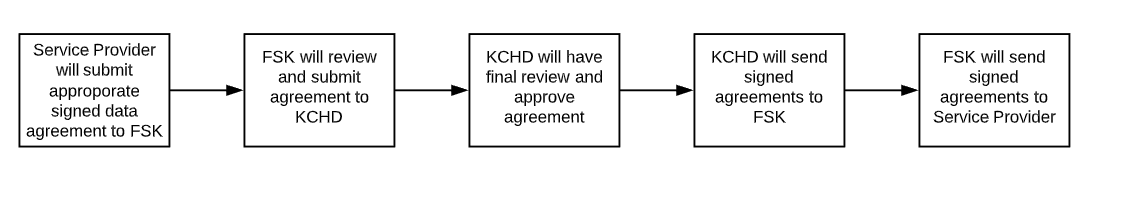 Service Provider
will submit
approporate
signed data
agreement to FSK
FSK will review
and submit
agreement to
KCHD
KCHD will have
final review and
approve
agreement
KCHD will send
signed
agreements to
FSK
FSK will send
signed
agreements to
Service Provider